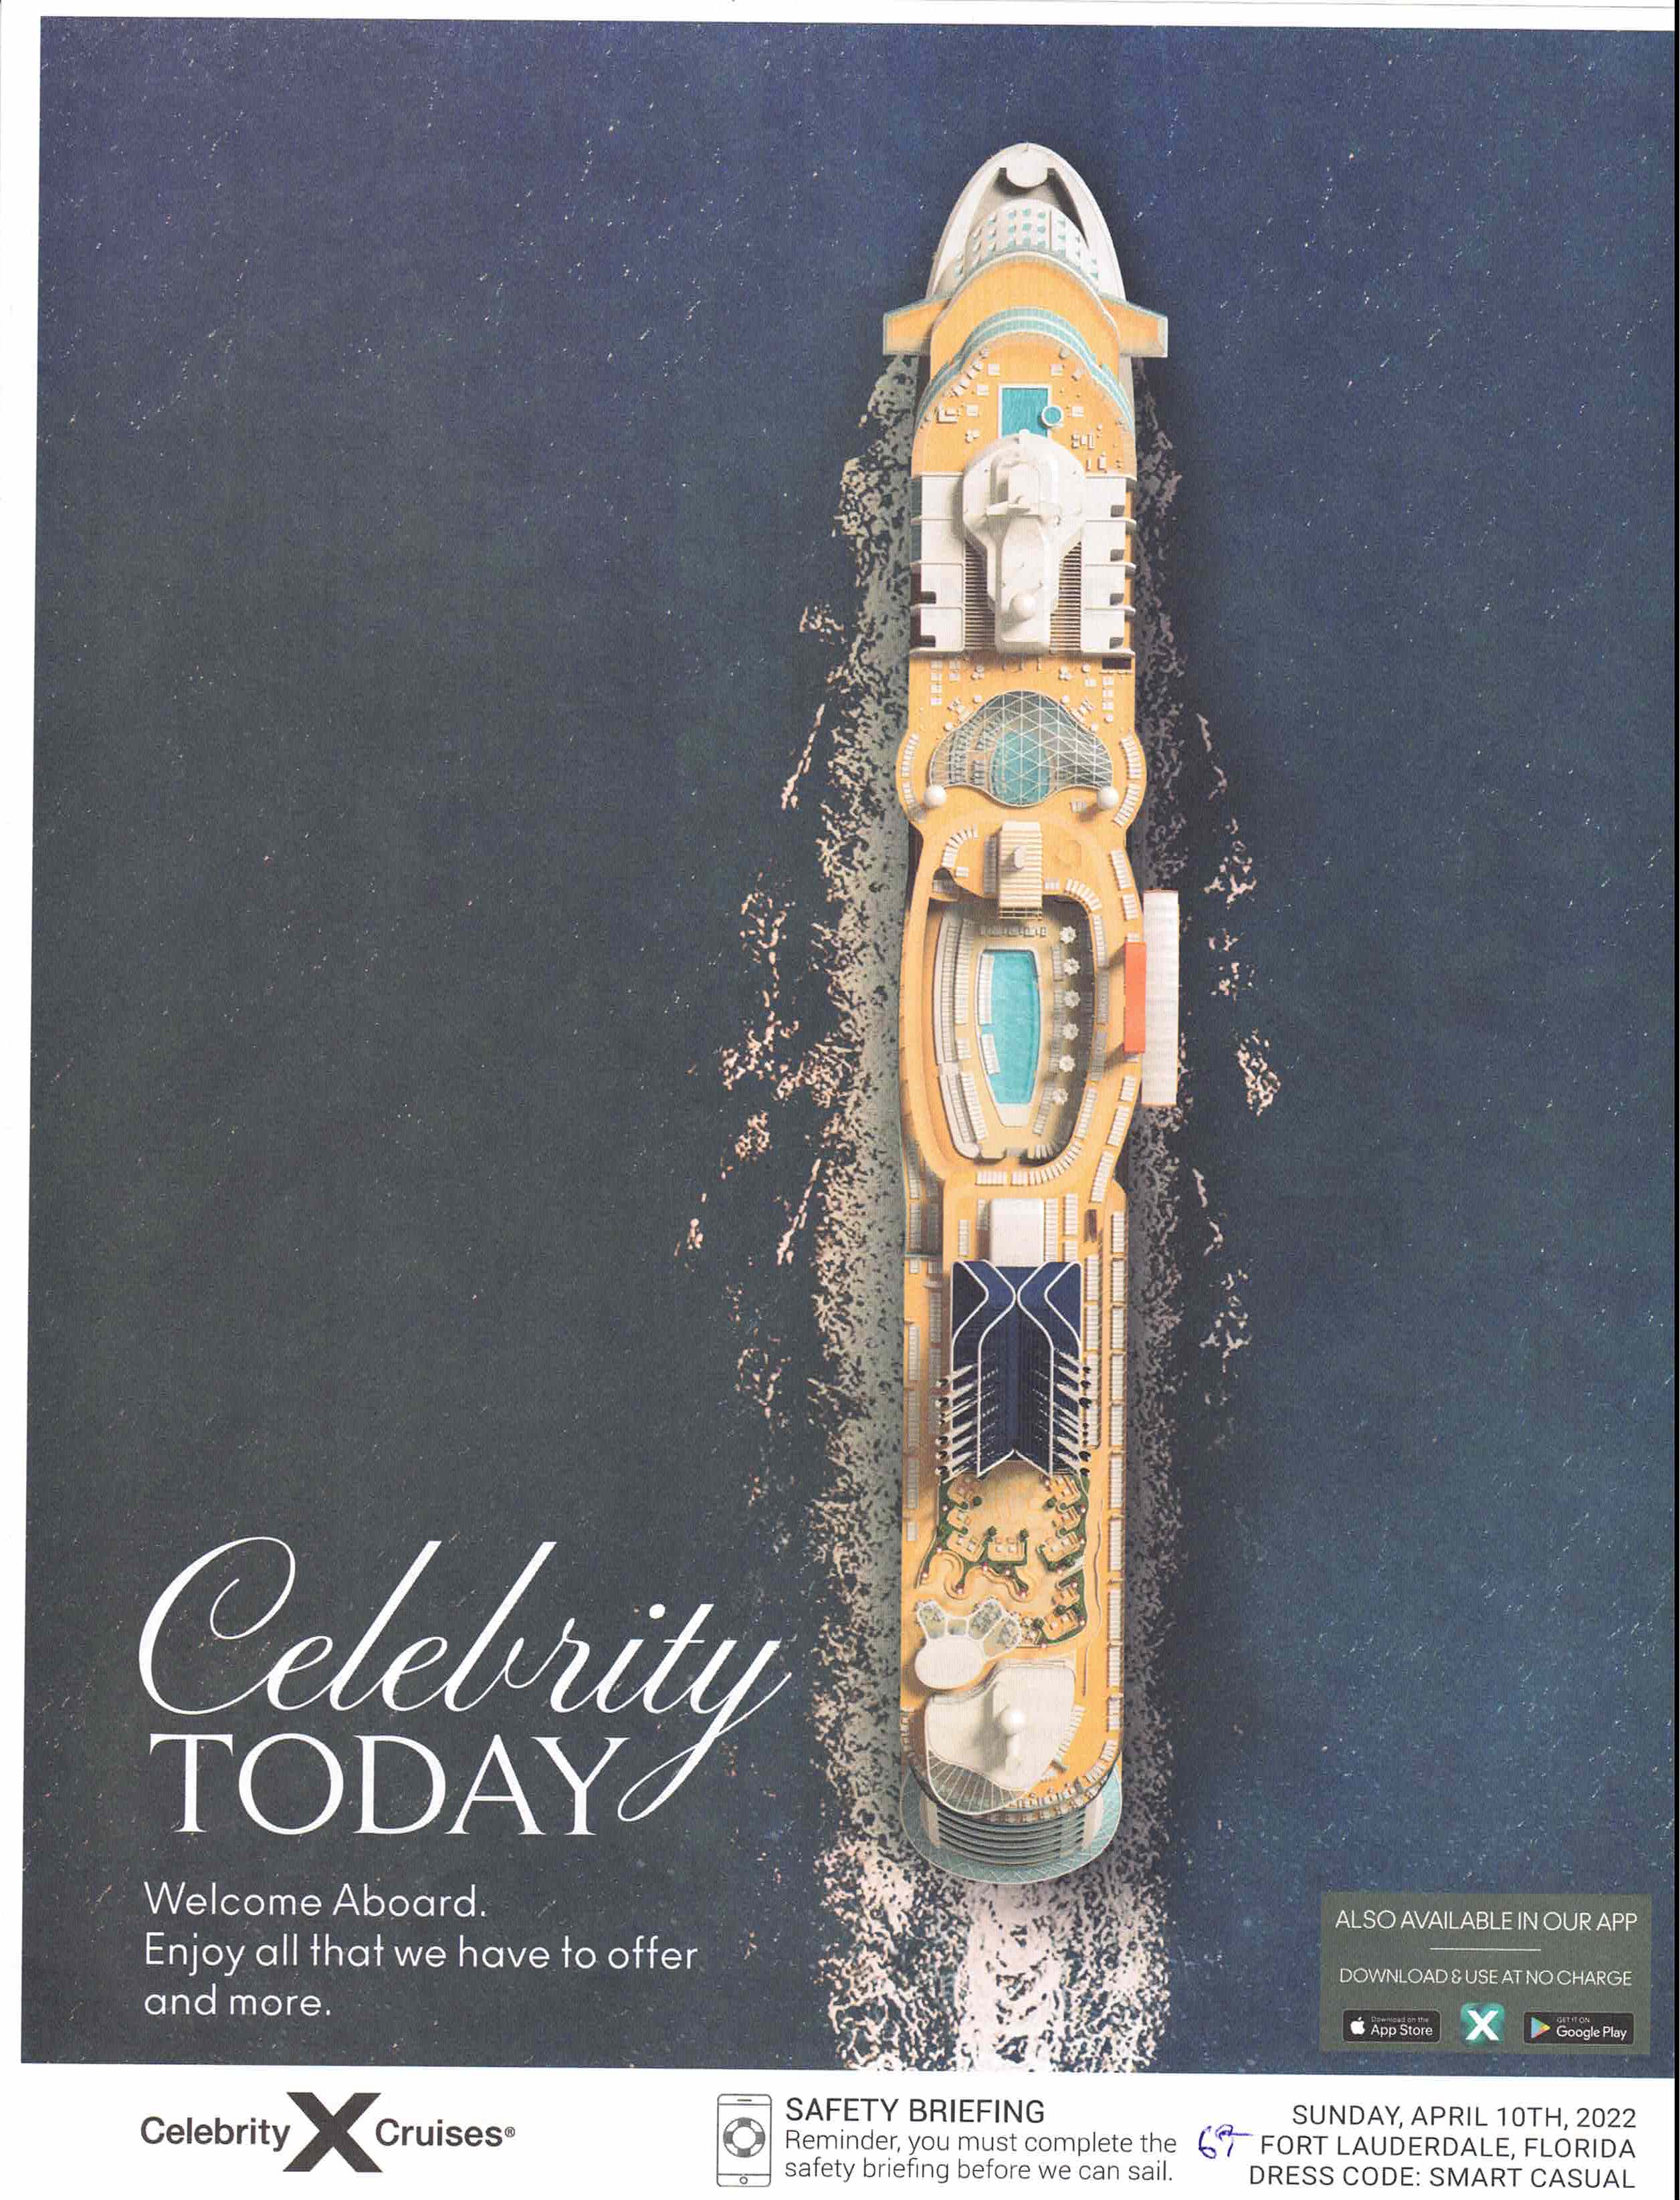 Celebrity
TODAY
Welcome Aboard.
Enjoy all that we have to offer
and more.
ALSO AVAILABLE IN OUR APP
DOWNLOAD & USE AT NO CHARGE
Download on the
App Store
X
GET IT ON
Google Play
Celebrity X Cruises®
SAFETY BRIEFING
Reminder, you must complete the
safety briefing before we can sail.
SUNDAY, APRIL 10TH, 2022
FORT LAUDERDALE, FLORIDA
DRESS CODE: SMART CASUAL